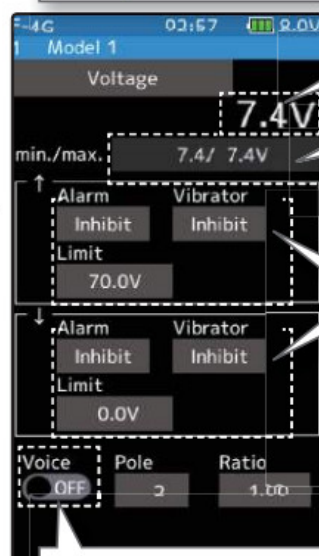 F-4G 02:57 8.0V
1 Model 1
Voltage
7.4V
min./max. 7.4/ 7.4V
↑
Alarm Vibrator
Inhibit Inhibit
Limit
70.0V
↓
Alarm Vibrator
Inhibit Inhibit
Limit
0.0V
Voice Pole Ratio
OFF 2 1.00